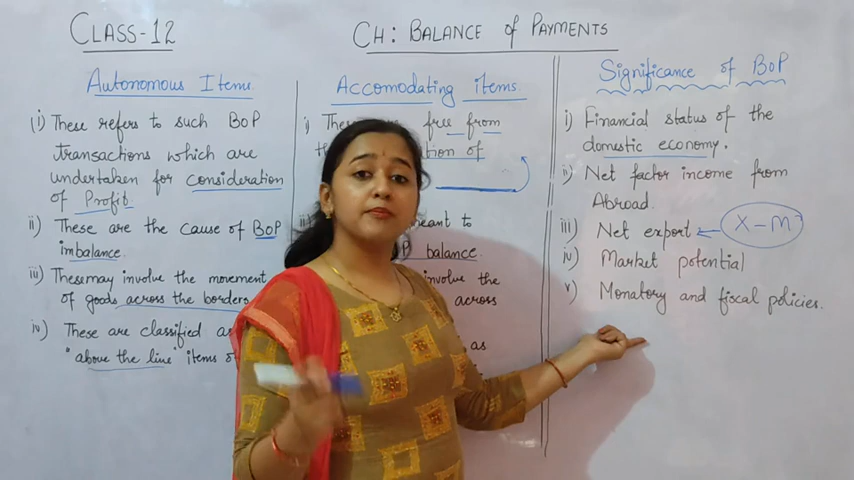 CLASS-12
CH: BALANCE of PAYMENTS
Autonomous Items
(i) These refers to such BoP
transactions which are
undertaken for consideration
of Profit
ii) These are the cause of BoP
imbalance.
iii) These may involve the movement
of goods across the borders
iv) These are classified as
"above the line" items of
Accomodating items
i) free from
of
meant to
balance.
involve the
across
as
Significance of BoP
i) Financial status of the
domestic economy.
ii) Net factor income from
Abroad.
iii) Net export ← X-M
iv) Market potential
v) Monatory and fiscal policies.